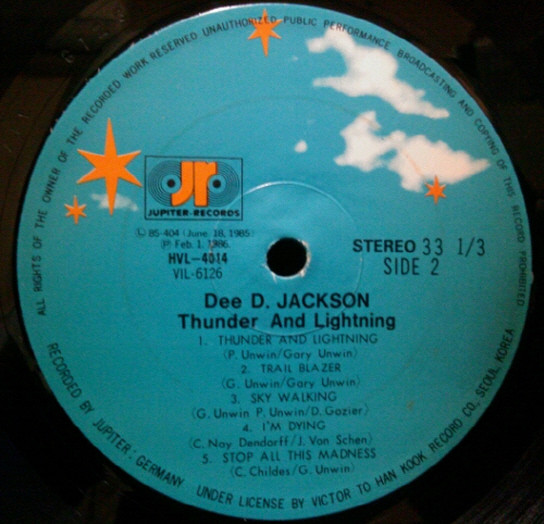 ALL RIGHTS OF THE OWNER OF THE RECORDED WORK RESERVED UNAUTHORIZED PUBLIC PERFORMANCE BROADCASTING AND COPYING OF THIS RECORD PROHIBITED
JR
JUPITER-RECORDS
Ⓛ 85-404 (June. 18, 1985)
Ⓟ Feb. 1. 1986.
HVL-4014
VIL-6126
STEREO 33 1/3
SIDE 2
Dee D. JACKSON
Thunder And Lightning
1. THUNDER AND LIGHTNING
(P. Unwin/Gary Unwin)
2. TRAIL BLAZER
(G. Unwin/Gary Unwin)
3. SKY WALKING
(G. Unwin P. Unwin/D. Gozier)
4. I'M DYING
(C. Nay Dendorff/J. Von Schen)
5. STOP ALL THIS MADNESS
(C. Childes/G. Unwin)
RECORDED BY JUPITER: GERMANY
UNDER LICENSE BY VICTOR TO HAN KOOK RECORD CO., SEOUL KOREA